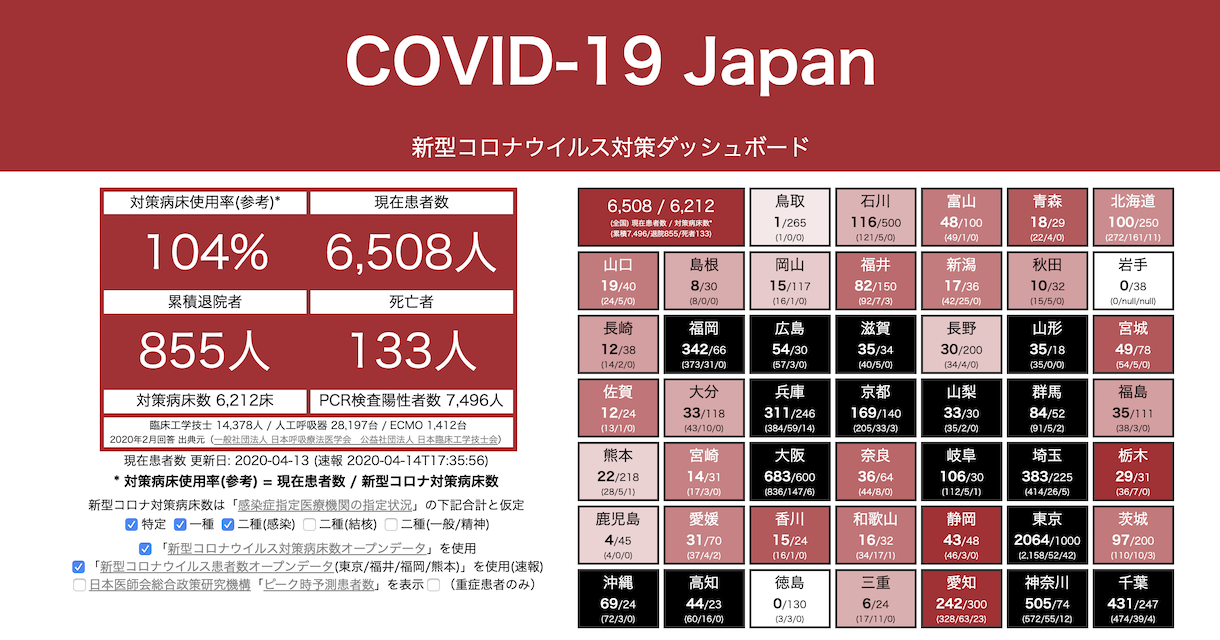 COVID-19 Japan
新型コロナウイルス対策ダッシュボード
対策病床使用率(参考)*
現在患者数
104%
6,508人
累積退院者
死亡者
855人
133人
対策病床数 6,212床
PCR検査陽性者数 7,496人
臨床工学技士 14,378人 / 人工呼吸器 28,197台 / ECMO 1,412台
2020年2月回答 出典元（一般社団法人 日本呼吸療法医学会　公益社団法人 日本臨床工学技士会）
現在患者数 更新日: 2020-04-13 (速報 2020-04-14T17:35:56)
* 対策病床使用率(参考) = 現在患者数 / 新型コロナ対策病床数
新型コロナ対策病床数は「感染症指定医療機関の指定状況」の下記合計と仮定
特定 一種 二種(感染) 二種(結核) 二種(一般/精神)
「新型コロナウイルス対策病床数オープンデータ」を使用
「新型コロナウイルス患者数オープンデータ(東京/福井/福岡/熊本)」を使用(速報)
日本医師会総合政策研究機構「ピーク時予測患者数」を表示 （重症患者のみ）
6,508 / 6,212
(全国) 現在患者数 / 対策病床数*
(累積7,496/退院855/死者133)
鳥取
1/265
(1/0/0)
石川
116/500
(121/5/0)
富山
48/100
(49/1/0)
青森
18/29
(22/4/0)
北海道
100/250
(272/161/11)
山口
19/40
(24/5/0)
島根
8/30
(8/0/0)
岡山
15/117
(16/1/0)
福井
82/150
(92/7/3)
新潟
17/36
(42/25/0)
秋田
10/32
(15/5/0)
岩手
0/38
(0/null/null)
長崎
12/38
(14/2/0)
福岡
342/66
(373/31/0)
広島
54/30
(57/3/0)
滋賀
35/34
(40/5/0)
長野
30/200
(34/4/0)
山形
35/18
(35/0/0)
宮城
49/78
(54/5/0)
佐賀
12/24
(13/1/0)
大分
33/118
(43/10/0)
兵庫
311/246
(384/59/14)
京都
169/140
(205/33/3)
山梨
33/30
(35/2/0)
群馬
84/52
(91/5/2)
福島
35/111
(38/3/0)
熊本
22/218
(28/5/1)
宮崎
14/31
(17/3/0)
大阪
683/600
(836/147/6)
奈良
36/64
(44/8/0)
岐阜
106/30
(112/5/1)
埼玉
383/225
(414/26/5)
栃木
29/31
(36/7/0)
鹿児島
4/45
(4/0/0)
愛媛
31/70
(37/4/2)
香川
15/24
(16/1/0)
和歌山
16/32
(34/17/1)
静岡
43/48
(46/3/0)
東京
2064/1000
(2,158/52/42)
茨城
97/200
(110/10/3)
沖縄
69/24
(72/3/0)
高知
44/23
(60/16/0)
徳島
0/130
(3/3/0)
三重
6/24
(17/11/0)
愛知
242/300
(328/63/23)
神奈川
505/74
(572/55/12)
千葉
431/247
(474/39/4)